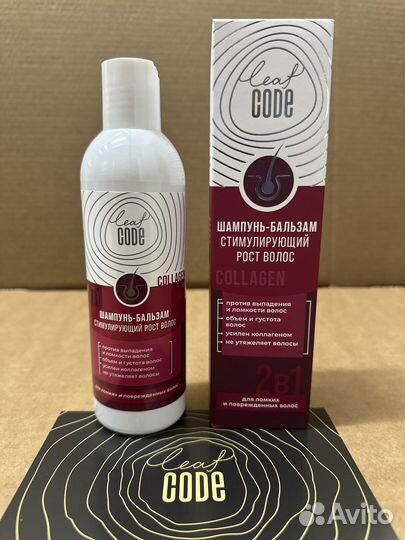 leaf
CODE
COLLAGEN
ШАМПУНЬ-БАЛЬЗАМ
СТИМУЛИРУЮЩИЙ РОСТ ВОЛОС
против выпадения
и ломкости волос
объем и густота волос
усилен коллагеном
не утяжеляет волосы
для ломких и поврежденных волос
leaf
CODE
ШАМПУНЬ-БАЛЬЗАМ
СТИМУЛИРУЮЩИЙ
РОСТ ВОЛОС
COLLAGEN
против выпадения
и ломкости волос
объем и густота
волос
усилен коллагеном
не утяжеляет волосы
2в1
для ломких
и поврежденных волос
leaf
CODE
Avito